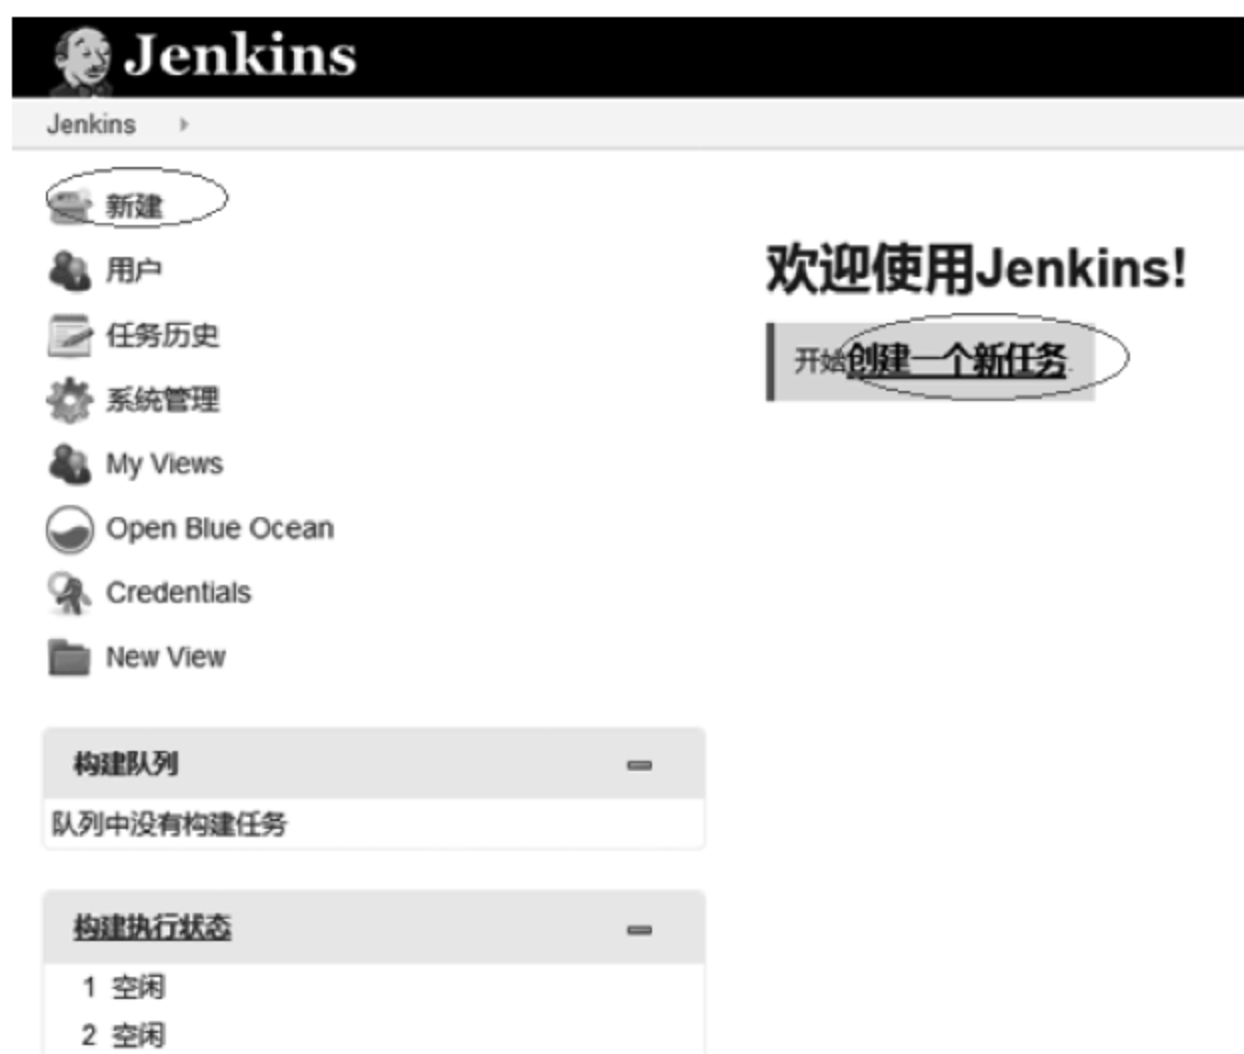 Jenkins
Jenkins
新建
用户
任务历史
系统管理
My Views
Open Blue Ocean
Credentials
New View
构建队列
队列中没有构建任务
构建执行状态
1 空闲
2 空闲
欢迎使用Jenkins!
开始创建一个新任务.